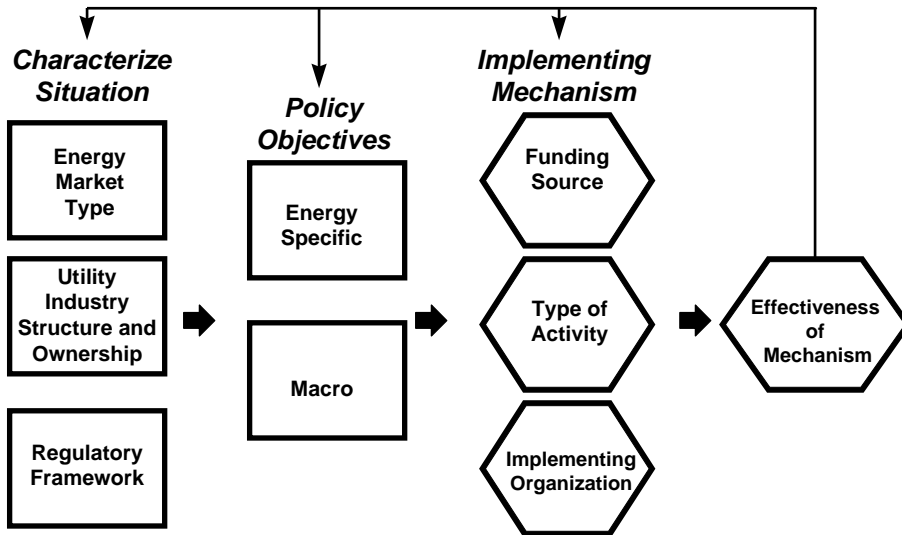 Characterize
Situation
Energy
Market
Type
Utility
Industry
Structure and
Ownership
Regulatory
Framework
Policy
Objectives
Energy
Specific
Macro
Implementing
Mechanism
Funding
Source
Type of
Activity
Implementing
Organization
Effectiveness
of
Mechanism